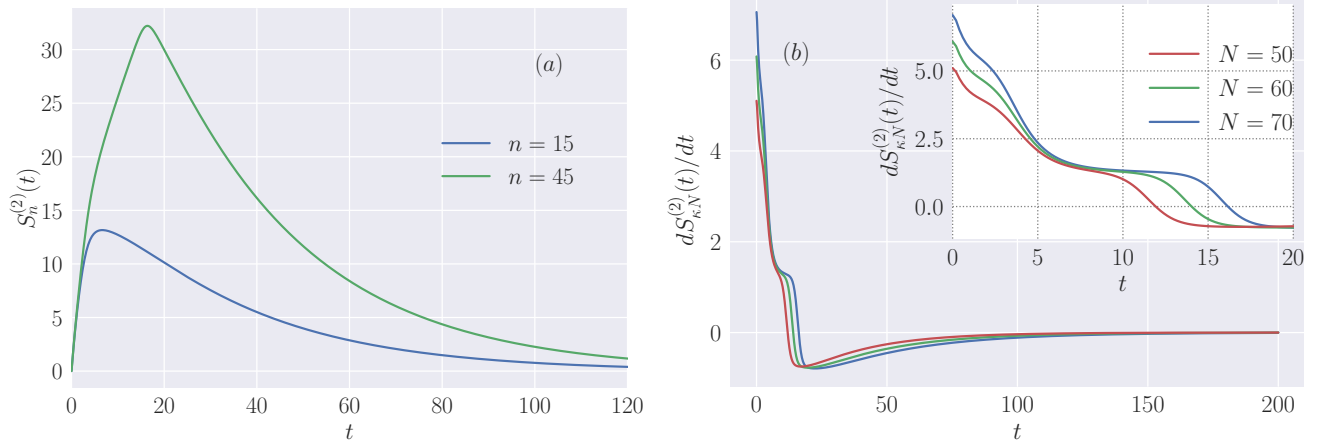 (a)
n = 15
n = 45
S_n^{(2)}(t)
30
25
20
15
10
5
0
0 20 40 60 80 100 120
t
(b)
dS_{κN}^{(2)}(t)/dt
6
4
2
0
0 50 100 150 200
t
N = 50
N = 60
N = 70
dS_{κN}^{(2)}(t)/dt
5.0
2.5
0.0
0 5 10 15 20
t